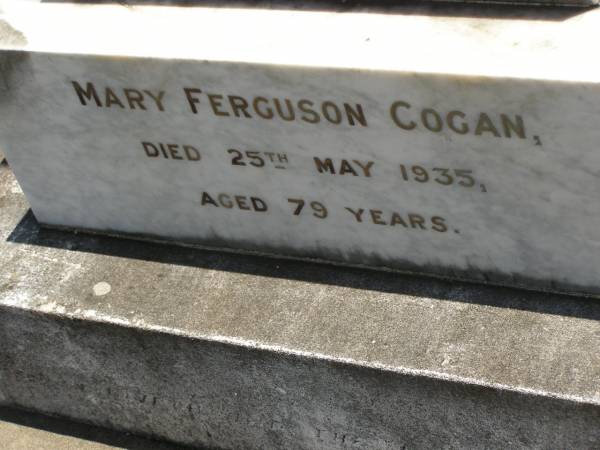 MARY FERGUSON COGAN,
DIED 25TH MAY 1935,
AGED 79 YEARS.